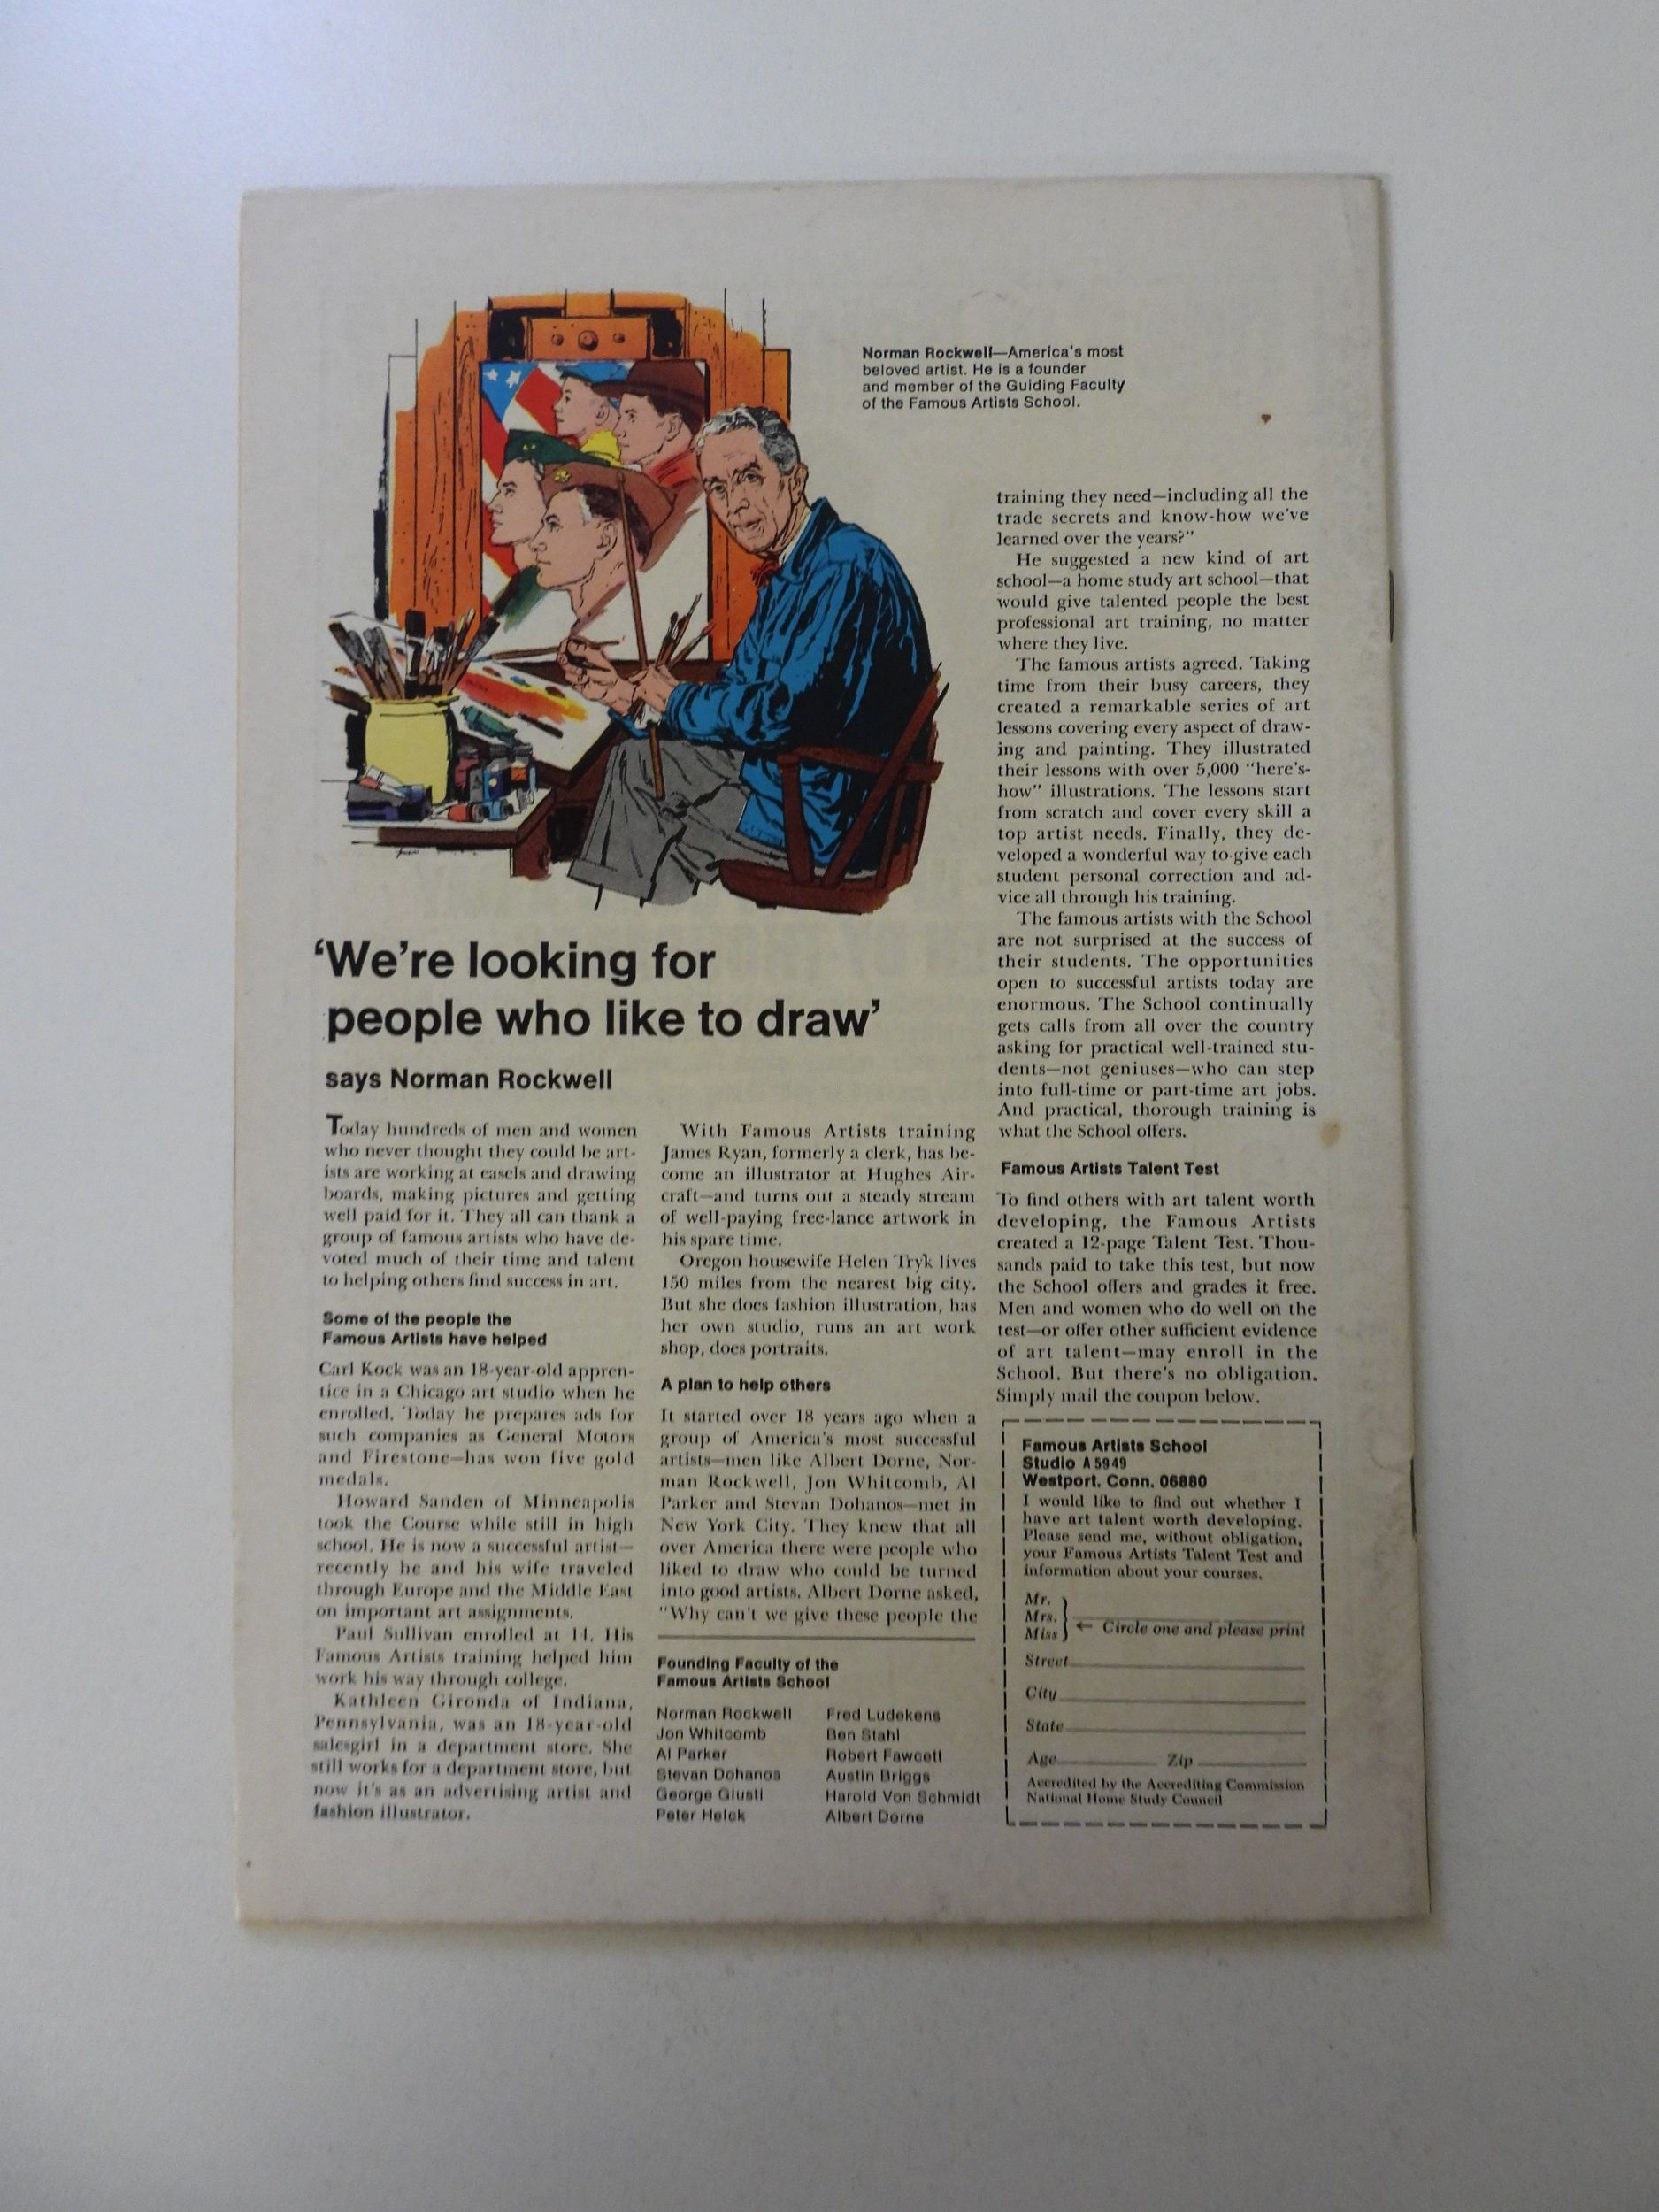 Norman Rockwell—America's most
beloved artist. He is a founder
and member of the Guiding Faculty
of the Famous Artists School.
'We're looking for
people who like to draw'
says Norman Rockwell
Today hundreds of men and women
who never thought they could be art-
ists are working at easels and drawing
boards, making pictures and getting
well paid for it. They all can thank a
group of famous artists who have de-
voted much of their time and talent
to helping others find success in art.
Some of the people the
Famous Artists have helped
Carl Kock was an 18-year-old appren-
tice in a Chicago art studio when he
enrolled. Today he prepares ads for
such companies as General Motors
and Firestone—has won five gold
medals.
Howard Sanden of Minneapolis
took the Course while still in high
school. He is now a successful artist—
recently he and his wife traveled
through Europe and the Middle East
on important art assignments.
Paul Sullivan enrolled at 14. His
Famous Artists training helped him
work his way through college.
Kathleen Gironda of Indiana,
Pennsylvania, was an 18-year-old
salesgirl in a department store. She
still works for a department store, but
now it's as an advertising artist and
fashion illustrator.
With Famous Artists training
James Ryan, formerly a clerk, has be-
come an illustrator at Hughes Air-
craft—and turns out a steady stream
of well-paying free-lance artwork in
his spare time.
Oregon housewife Helen Tryk lives
150 miles from the nearest big city.
But she does fashion illustration, has
her own studio, runs an art work
shop, does portraits.
A plan to help others
It started over 18 years ago when a
group of America's most successful
artists—men like Albert Dorne, Nor-
man Rockwell, Jon Whitcomb, Al
Parker and Stevan Dohanos—met in
New York City. They knew that all
over America there were people who
liked to draw who could be turned
into good artists. Albert Dorne asked,
"Why can't we give these people the
Founding Faculty of the
Famous Artists School
Norman Rockwell
Jon Whitcomb
Al Parker
Stevan Dohanos
George Giusti
Peter Helck
Fred Ludekens
Ben Stahl
Robert Fawcett
Austin Briggs
Harold Von Schmidt
Albert Dorne
training they need—including all the
trade secrets and know-how we've
learned over the years?"
He suggested a new kind of art
school—a home study art school—that
would give talented people the best
professional art training, no matter
where they live.
The famous artists agreed. Taking
time from their busy careers, they
created a remarkable series of art
lessons covering every aspect of draw-
ing and painting. They illustrated
their lessons with over 5,000 "here's-
how" illustrations. The lessons start
from scratch and cover every skill a
top artist needs. Finally, they de-
veloped a wonderful way to give each
student personal correction and ad-
vice all through his training.
The famous artists with the School
are not surprised at the success of
their students. The opportunities
open to successful artists today are
enormous. The School continually
gets calls from all over the country
asking for practical well-trained stu-
dents—not geniuses—who can step
into full-time or part-time art jobs.
And practical, thorough training is
what the School offers.
Famous Artists Talent Test
To find others with art talent worth
developing, the Famous Artists
created a 12-page Talent Test. Thou-
sands paid to take this test, but now
the School offers and grades it free.
Men and women who do well on the
test—or offer other sufficient evidence
of art talent—may enroll in the
School. But there's no obligation.
Simply mail the coupon below.
Famous Artists School
Studio A5949
Westport, Conn. 06880
I would like to find out whether I
have art talent worth developing.
Please send me, without obligation,
your Famous Artists Talent Test and
information about your courses.
Mr.
Mrs.
Miss
← Circle one and please print
Street
City
State
Age Zip
Accredited by the Accrediting Commission
National Home Study Council